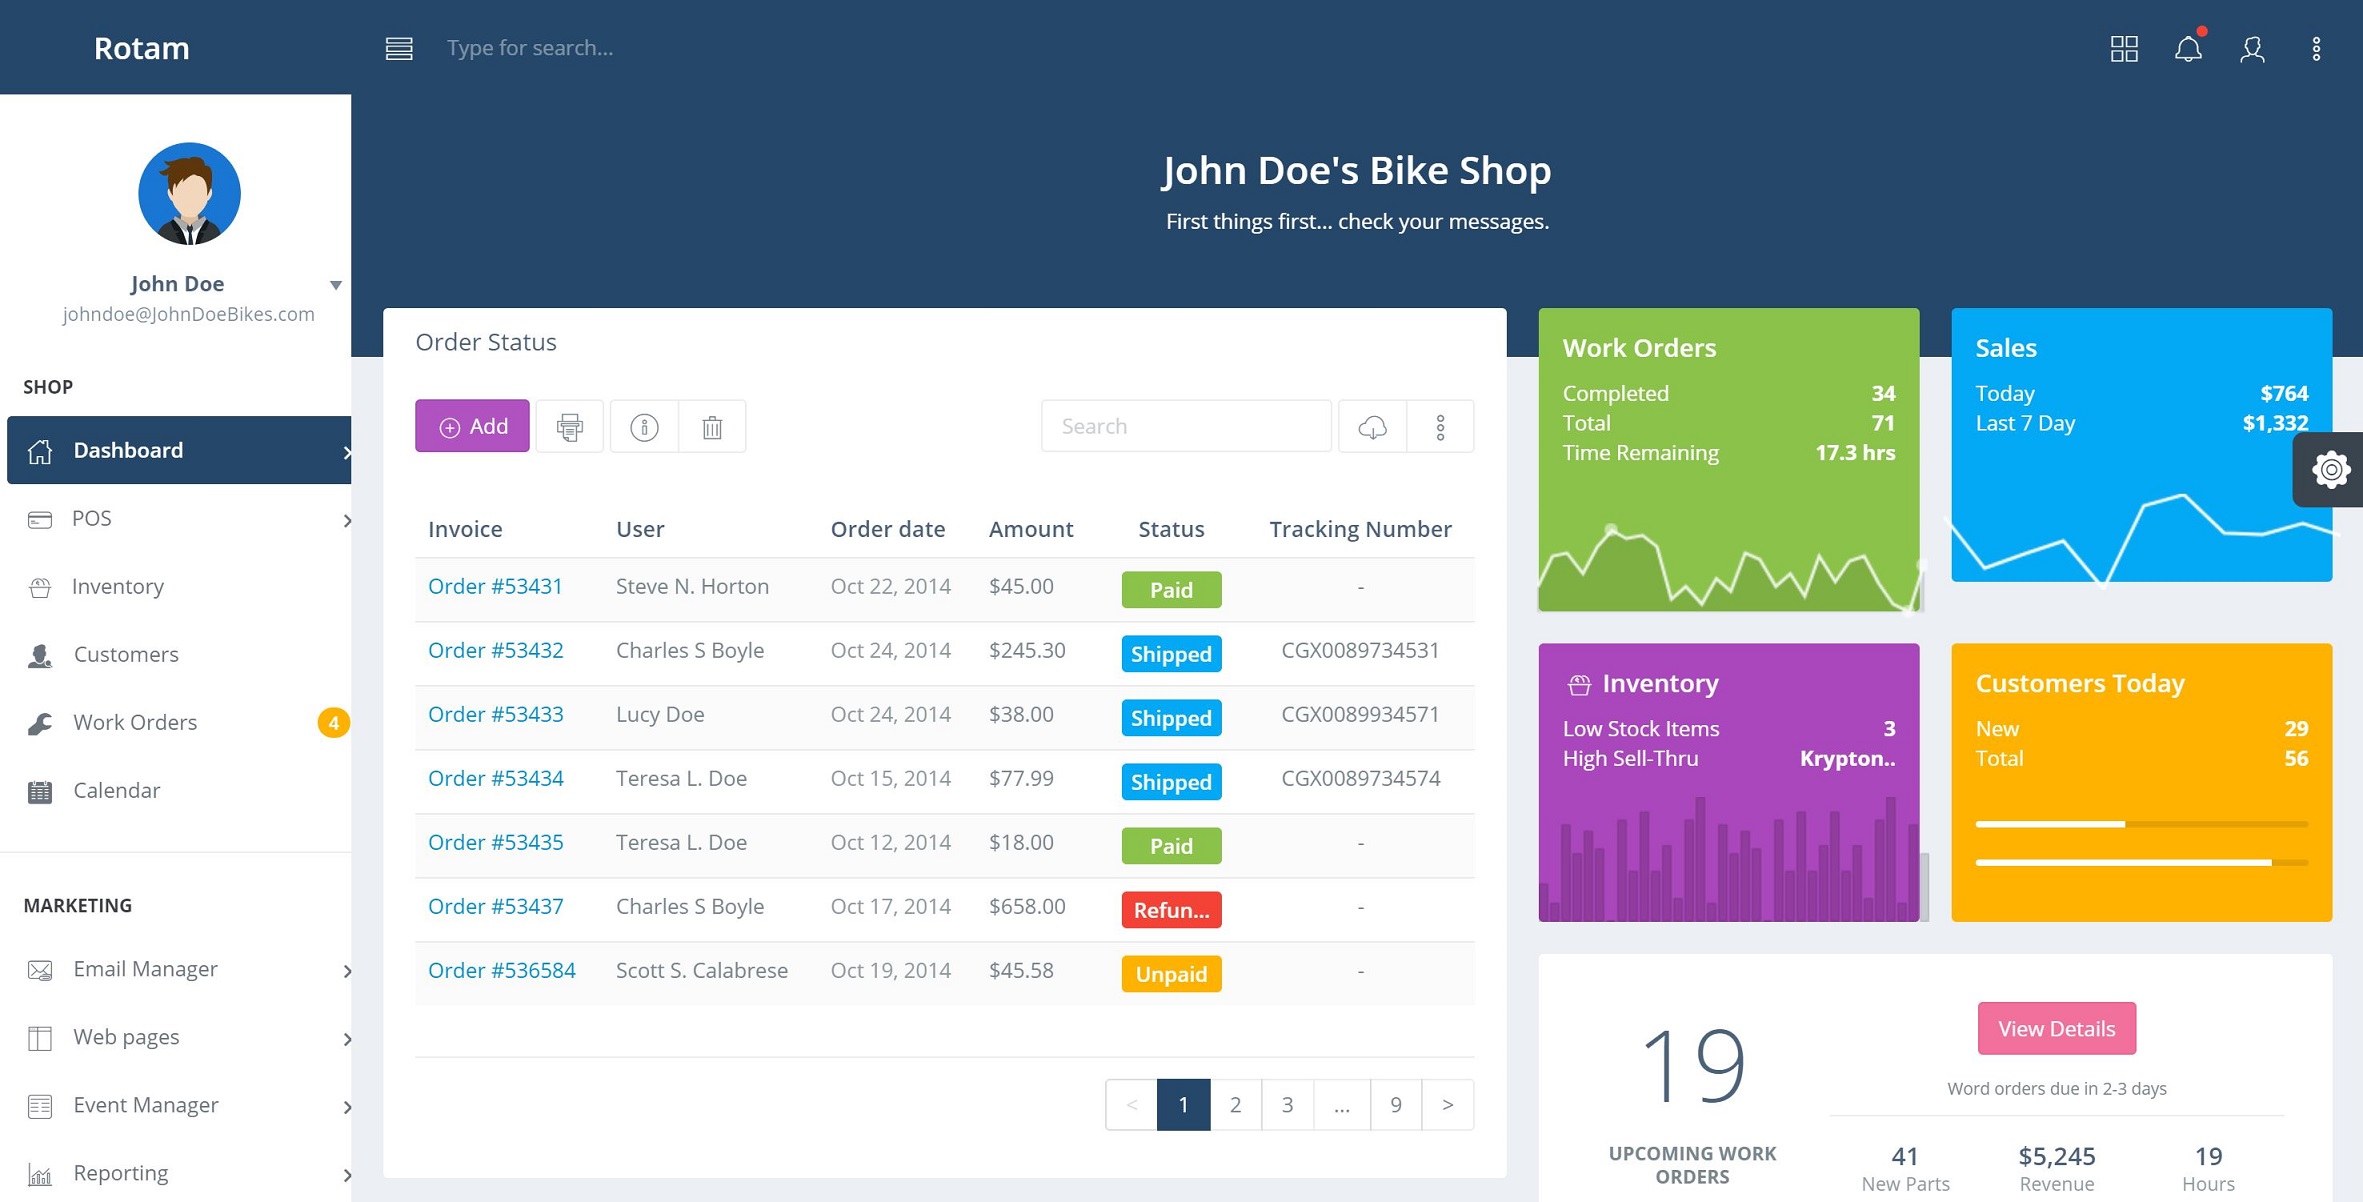 Rotam
Type for search...
John Doe
johndoe@JohnDoeBikes.com
SHOP
Dashboard
POS
Inventory
Customers
Work Orders 4
Calendar
MARKETING
Email Manager
Web pages
Event Manager
Reporting
John Doe's Bike Shop
First things first... check your messages.
Order Status
Add
Search
Invoice User Order date Amount Status Tracking Number
Order #53431 Steve N. Horton Oct 22, 2014 $45.00 Paid -
Order #53432 Charles S Boyle Oct 24, 2014 $245.30 Shipped CGX0089734531
Order #53433 Lucy Doe Oct 24, 2014 $38.00 Shipped CGX0089934571
Order #53434 Teresa L. Doe Oct 15, 2014 $77.99 Shipped CGX0089734574
Order #53435 Teresa L. Doe Oct 12, 2014 $18.00 Paid -
Order #53437 Charles S Boyle Oct 17, 2014 $658.00 Refun... -
Order #536584 Scott S. Calabrese Oct 19, 2014 $45.58 Unpaid -
< 1 2 3 ... 9 >
Work Orders
Completed 34
Total 71
Time Remaining 17.3 hrs
Sales
Today $764
Last 7 Day $1,332
Inventory
Low Stock Items 3
High Sell-Thru Krypton..
Customers Today
New 29
Total 56
19
UPCOMING WORK
ORDERS
View Details
Word orders due in 2-3 days
41 $5,245 19
New Parts Revenue Hours